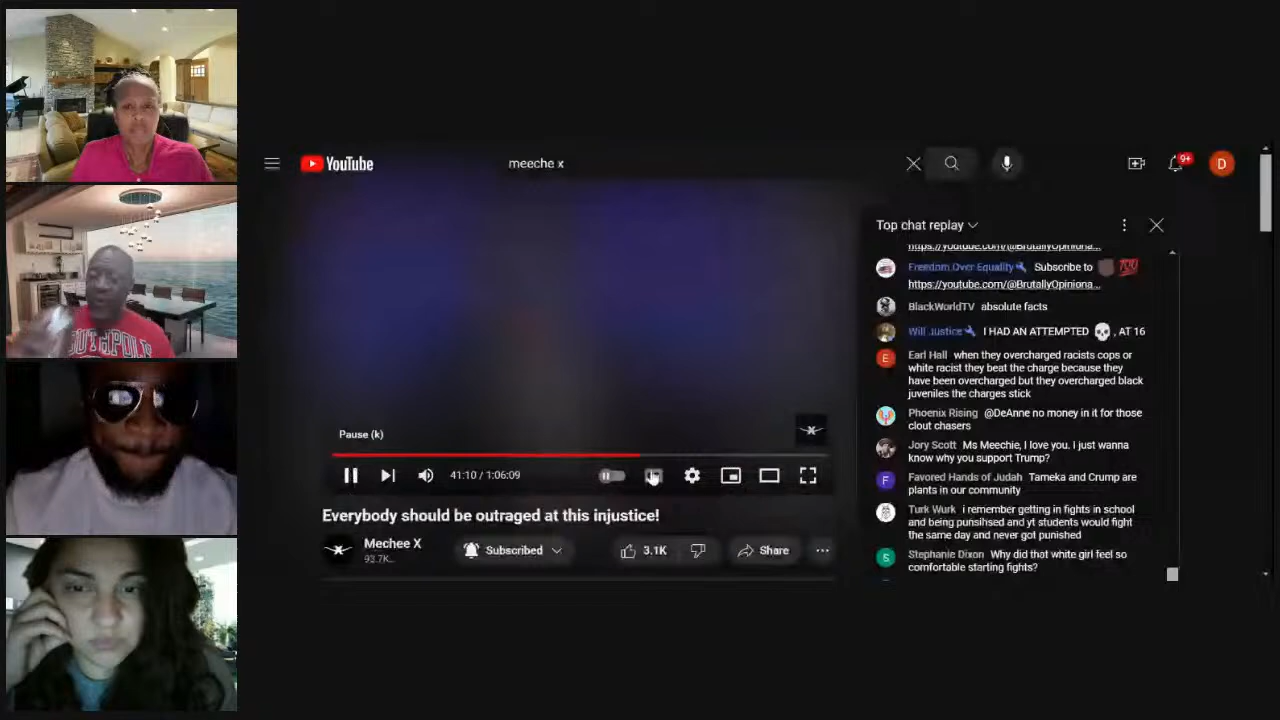 YouTube
meeche x
9+
D
Top chat replay
https://youtube.com/@BrutallyOpiniona...
Freedom Over Equality Subscribe to 💯
https://youtube.com/@BrutallyOpiniona...
BlackWorldTV absolute facts
Will Justice I HAD AN ATTEMPTED 💀, AT 16
E Earl Hall when they overcharged racists cops or
white racist they beat the charge because they
have been overcharged but they overcharged black
juveniles the charges stick
Phoenix Rising @DeAnne no money in it for those
clout chasers
Jory Scott Ms Meechie, I love you. I just wanna
know why you support Trump?
F Favored Hands of Judah Tameka and Crump are
plants in our community
Turk Wurk i remember getting in fights in school
and being punsihsed and yt students would fight
the same day and never got punished
S Stephanie Dixon Why did that white girl feel so
comfortable starting fights?
Pause (k)
41:10 / 1:06:09
Everybody should be outraged at this injustice!
Mechee X
93.7K..
Subscribed
3.1K
Share
OUTHPOLE